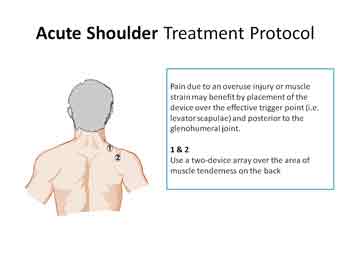 Acute Shoulder Treatment Protocol
Pain due to an overuse injury or muscle
strain may benefit by placement of the
device over the effective trigger point (i.e.
levator scapulae) and posterior to the
glenohumeral joint.
1 & 2
Use a two-device array over the area of
muscle tenderness on the back
1
2